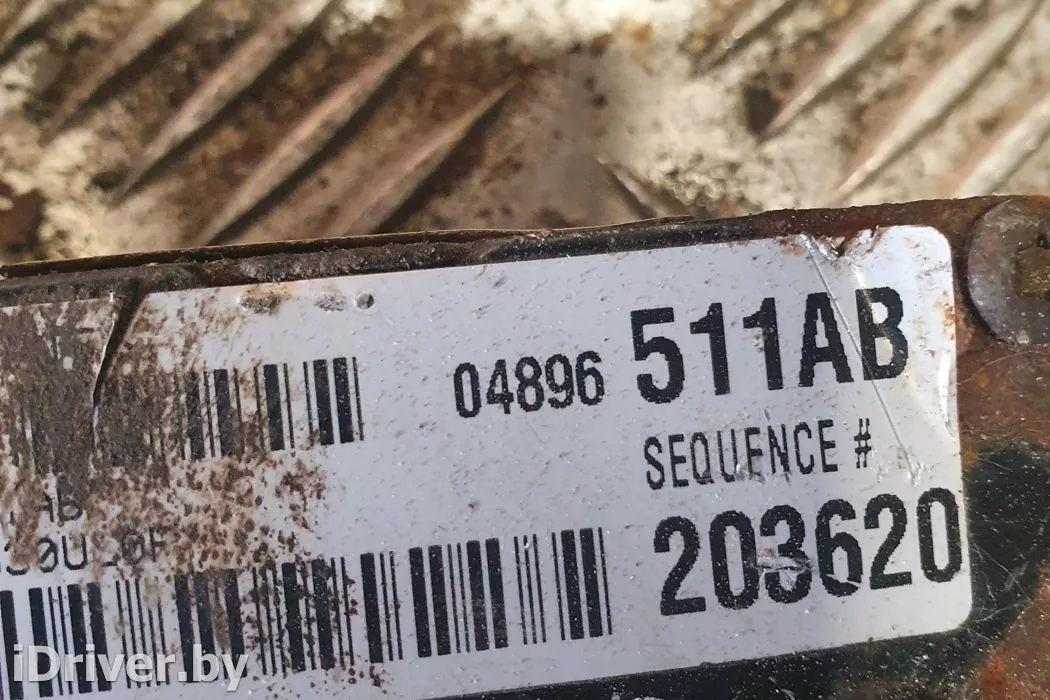 04896 511AB
SEQUENCE #
203620
iDriver.by